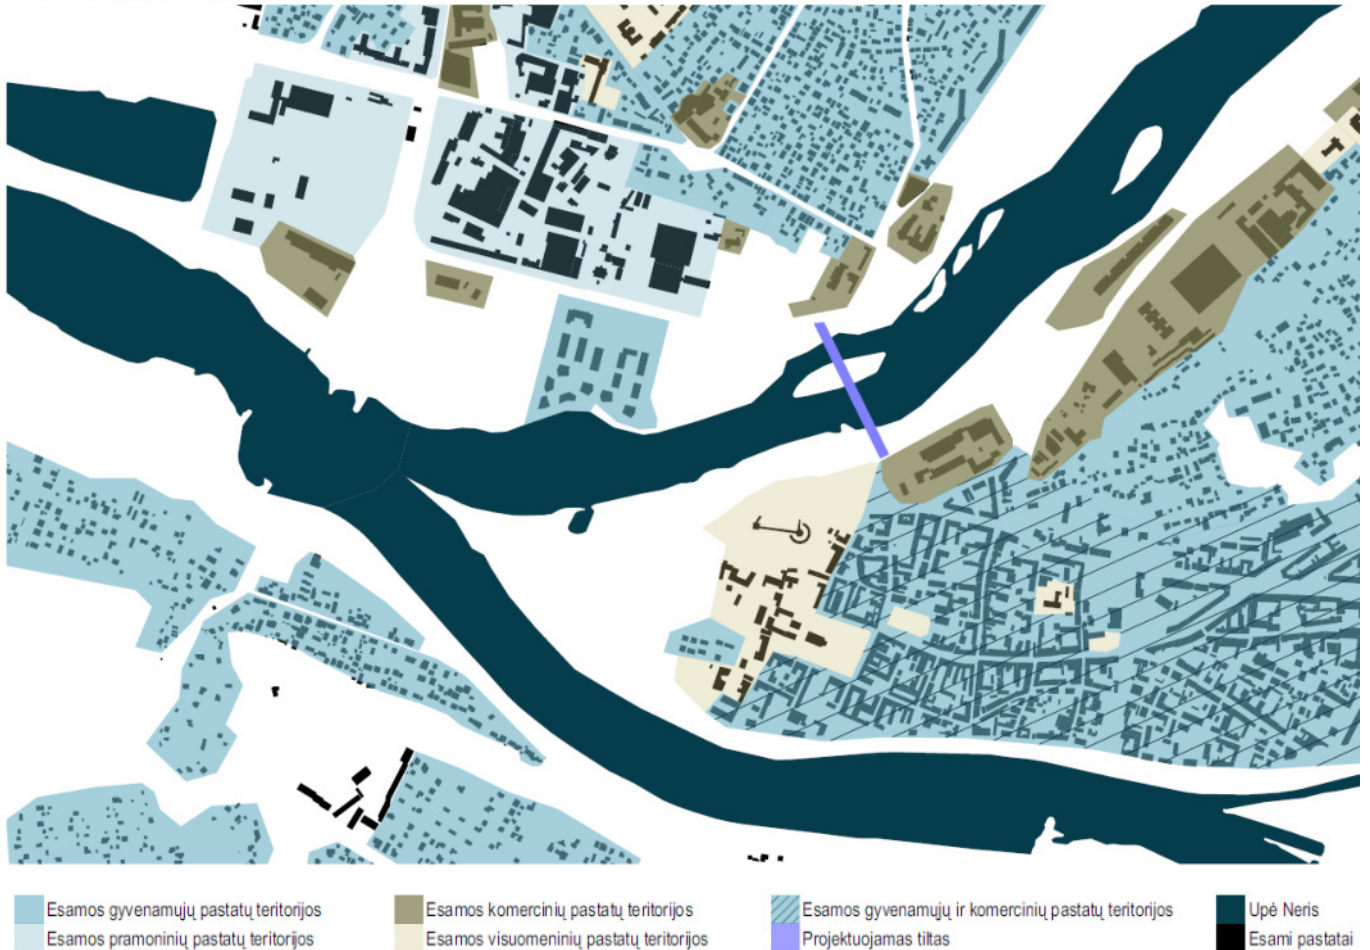 Esamos gyvenamųjų pastatų teritorijos
Esamos pramoninių pastatų teritorijos
Esamos komercinių pastatų teritorijos
Esamos visuomeninių pastatų teritorijos
Esamos gyvenamųjų ir komercinių pastatų teritorijos
Projektuojamas tiltas
Upė Neris
Esami pastatai